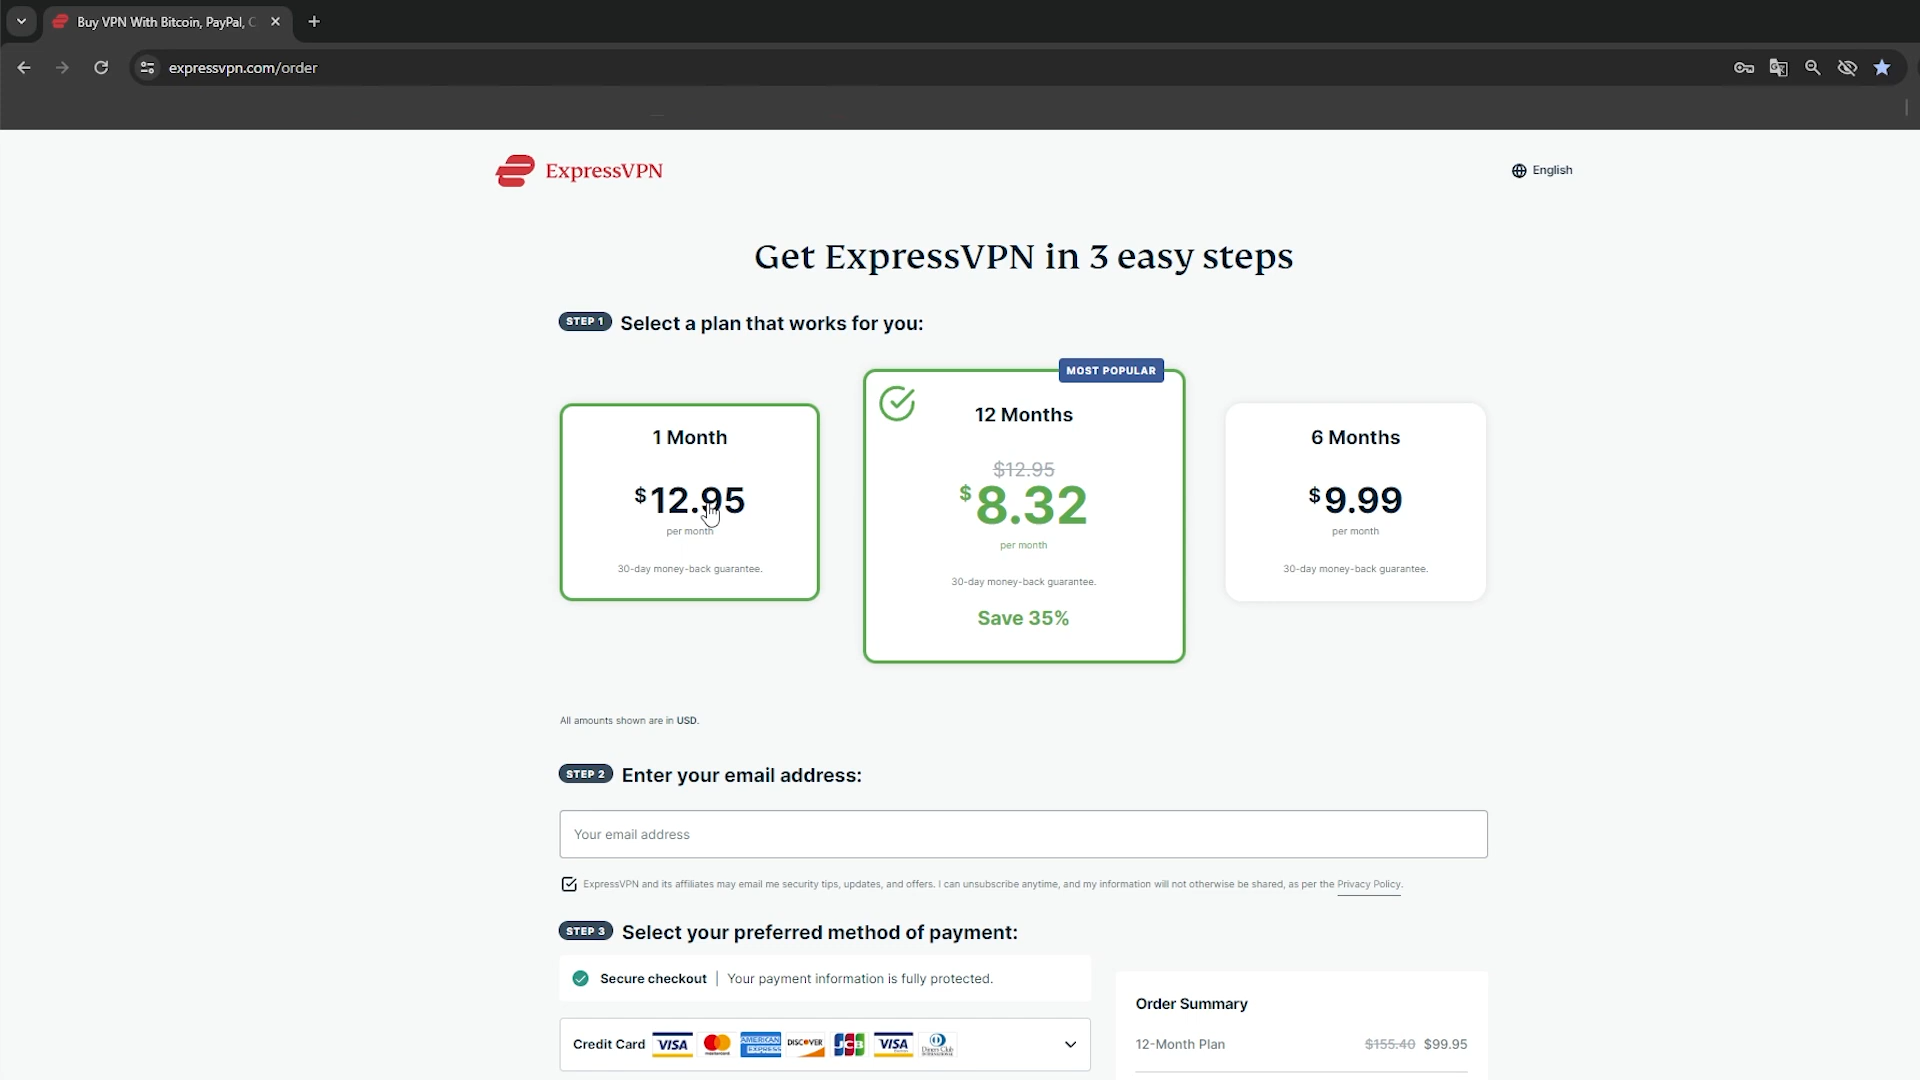 Buy VPN With Bitcoin, PayPal, C
expressvpn.com/order
ExpressVPN
English
Get ExpressVPN in 3 easy steps
STEP 1 Select a plan that works for you:
MOST POPULAR
1 Month
$12.95
per month
30-day money-back guarantee.
12 Months
$12.95
$8.32
per month
30-day money-back guarantee.
Save 35%
6 Months
$9.99
per month
30-day money-back guarantee.
All amounts shown are in USD.
STEP 2 Enter your email address:
Your email address
ExpressVPN and its affiliates may email me security tips, updates, and offers. I can unsubscribe anytime, and my information will not otherwise be shared, as per the Privacy Policy.
STEP 3 Select your preferred method of payment:
Secure checkout | Your payment information is fully protected.
Credit Card VISA mastercard AMERICAN EXPRESS DISCOVER JCB VISA Diners Club INTERNATIONAL
Order Summary
12-Month Plan $155.40 $99.95